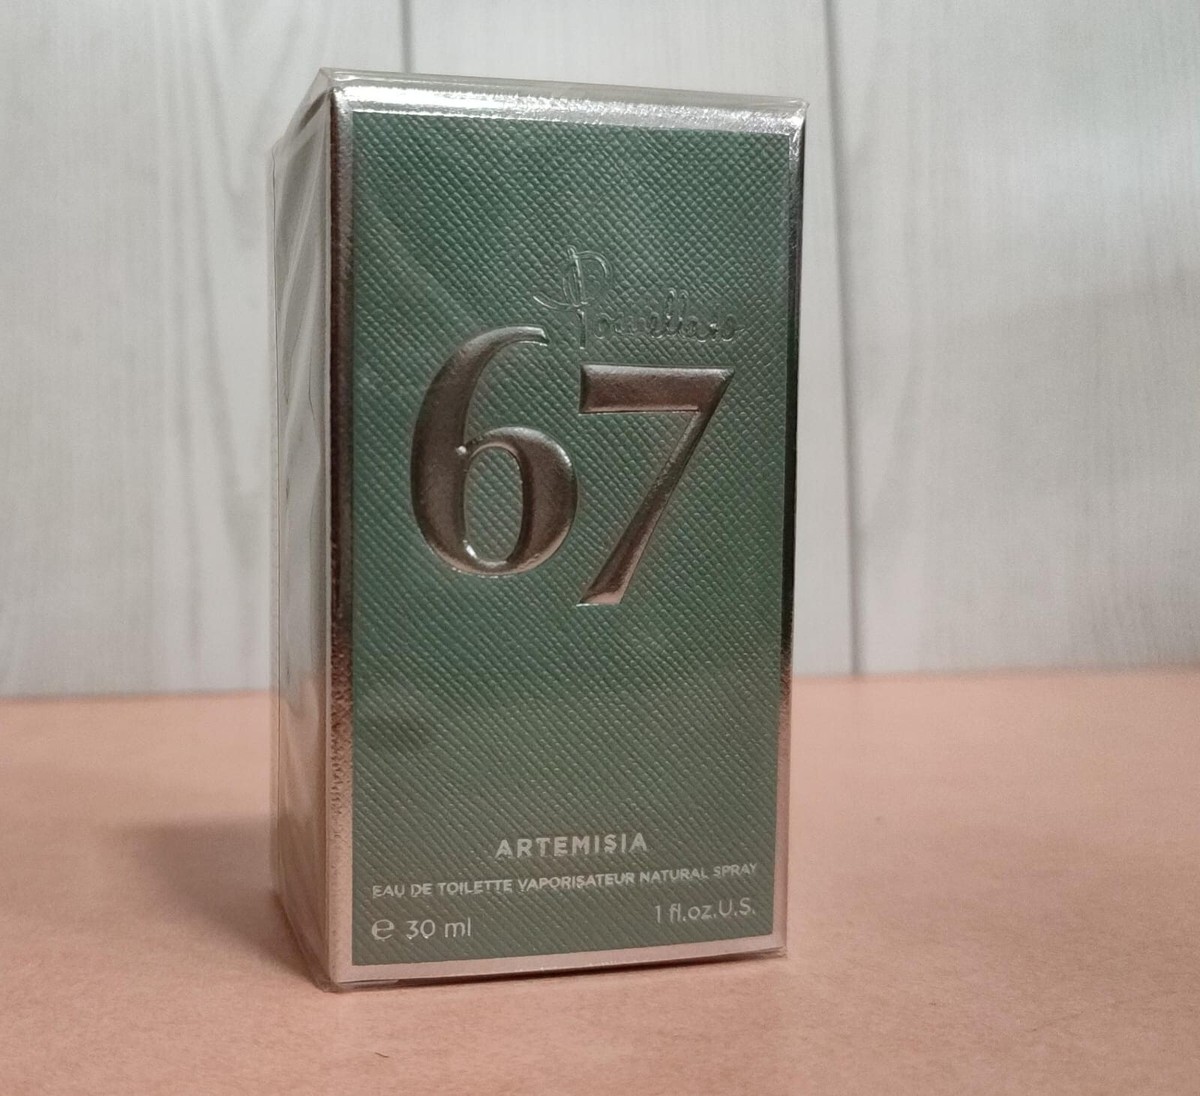 Pomellato
67
ARTEMISIA
EAU DE TOILETTE VAPORISATEUR NATURAL SPRAY
℮ 30 ml 1 fl.oz.U.S.